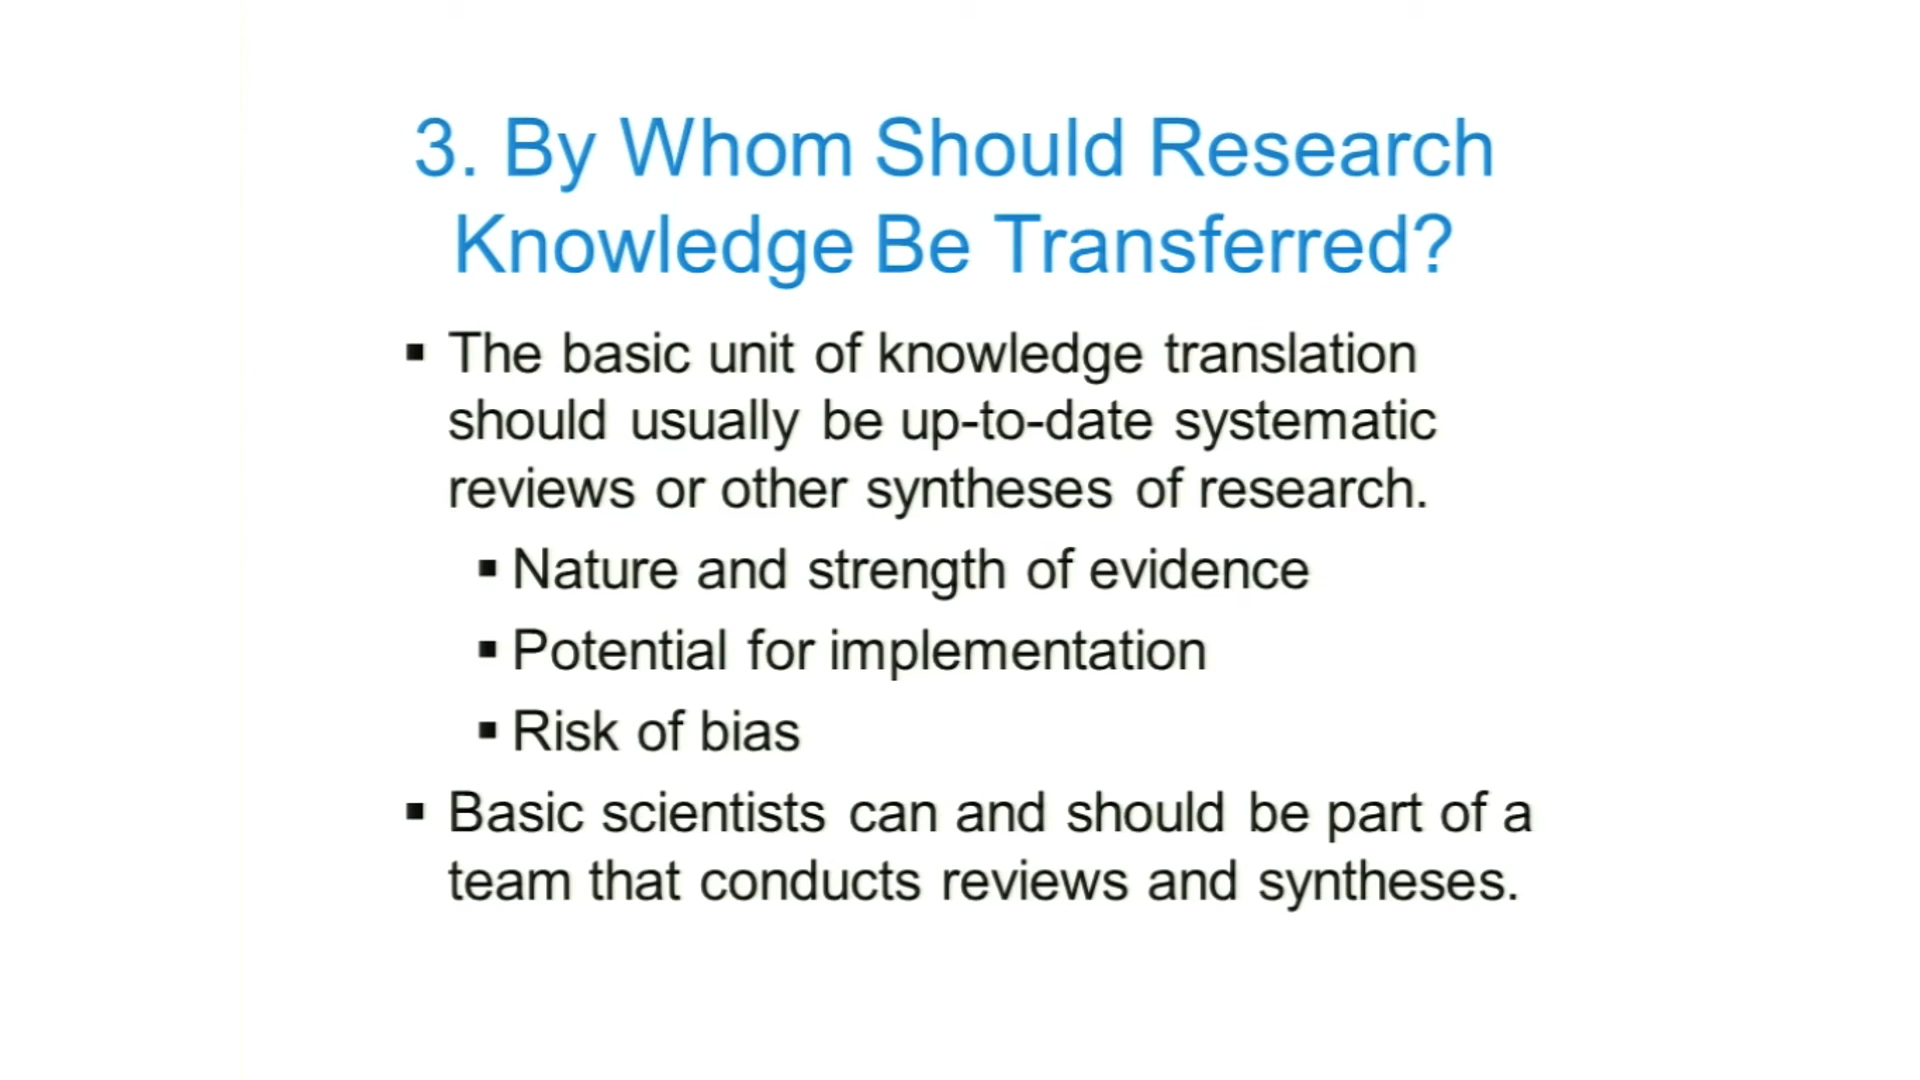 3. By Whom Should Research
Knowledge Be Transferred?
▪ The basic unit of knowledge translation
should usually be up-to-date systematic
reviews or other syntheses of research.
▪ Nature and strength of evidence
▪ Potential for implementation
▪ Risk of bias
▪ Basic scientists can and should be part of a
team that conducts reviews and syntheses.